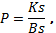 P = Ks / Bs ,